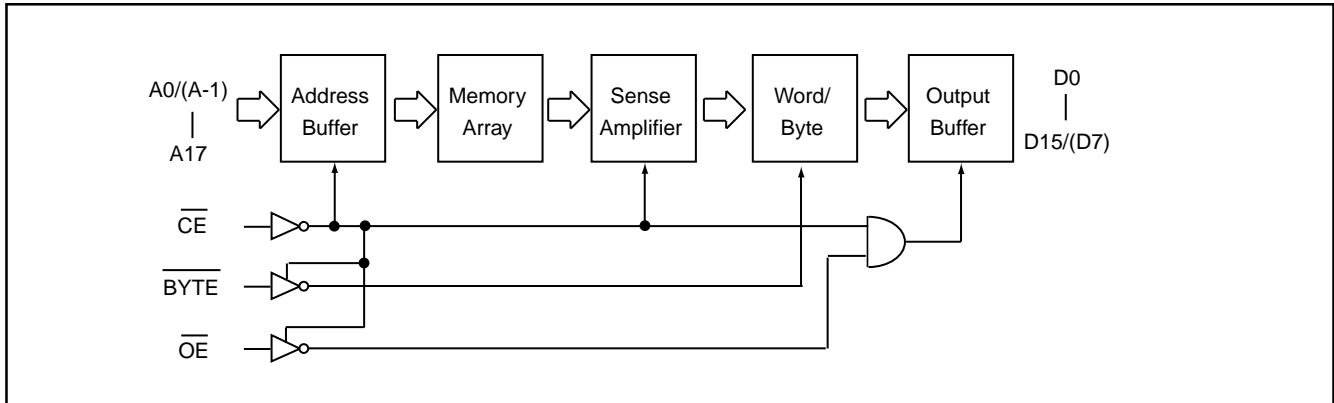 A0/(A-1)
|
A17
Address
Buffer
Memory
Array
Sense
Amplifier
Word/
Byte
Output
Buffer
D0
|
D15/(D7)
CE
BYTE
OE